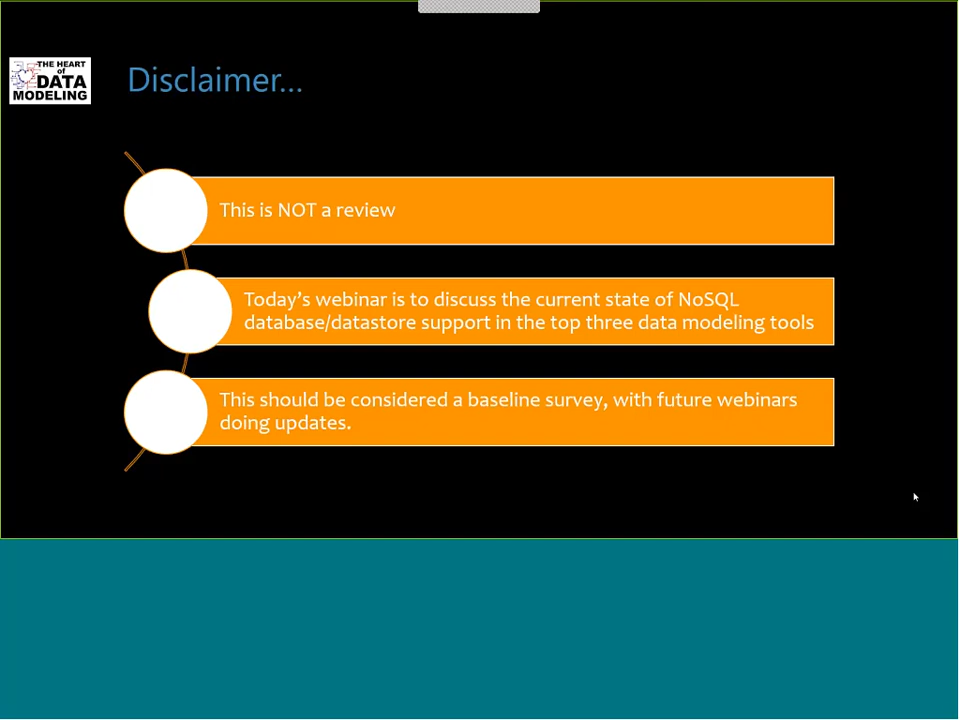 THE HEART
of
DATA
MODELING
Disclaimer...
This is NOT a review
Today's webinar is to discuss the current state of NoSQL
database/datastore support in the top three data modeling tools
This should be considered a baseline survey, with future webinars
doing updates.